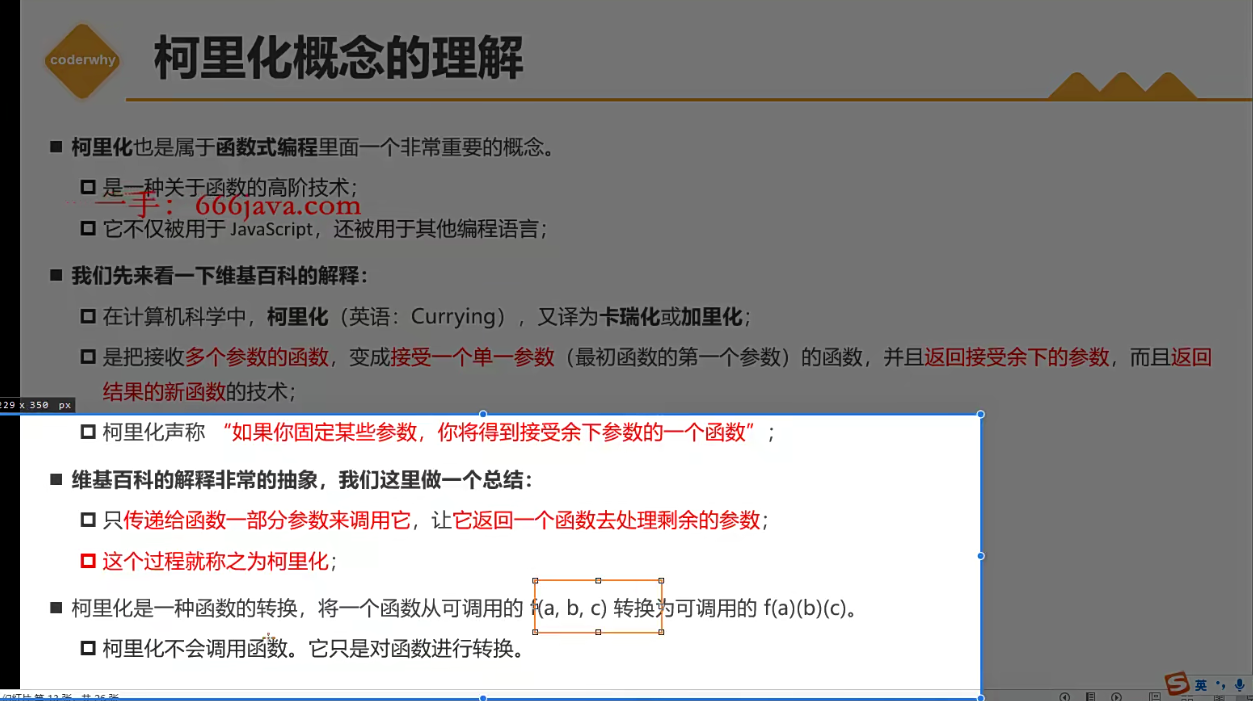 coderwhy
柯里化概念的理解
柯里化也是属于函数式编程里面一个非常重要的概念。
是一种关于函数的高阶技术；
一手：666java.com
它不仅被用于 JavaScript，还被用于其他编程语言；
我们先来看一下维基百科的解释：
在计算机科学中，柯里化（英语：Currying），又译为卡瑞化或加里化；
是把接收多个参数的函数，变成接受一个单一参数（最初函数的第一个参数）的函数，并且返回接受余下的参数，而且返回
结果的新函数的技术；
229 x 350 px
柯里化声称 “如果你固定某些参数，你将得到接受余下参数的一个函数”；
维基百科的解释非常的抽象，我们这里做一个总结：
只传递给函数一部分参数来调用它，让它返回一个函数去处理剩余的参数；
这个过程就称之为柯里化；
柯里化是一种函数的转换，将一个函数从可调用的 f(a, b, c) 转换为可调用的 f(a)(b)(c)。
柯里化不会调用函数。它只是对函数进行转换。
英